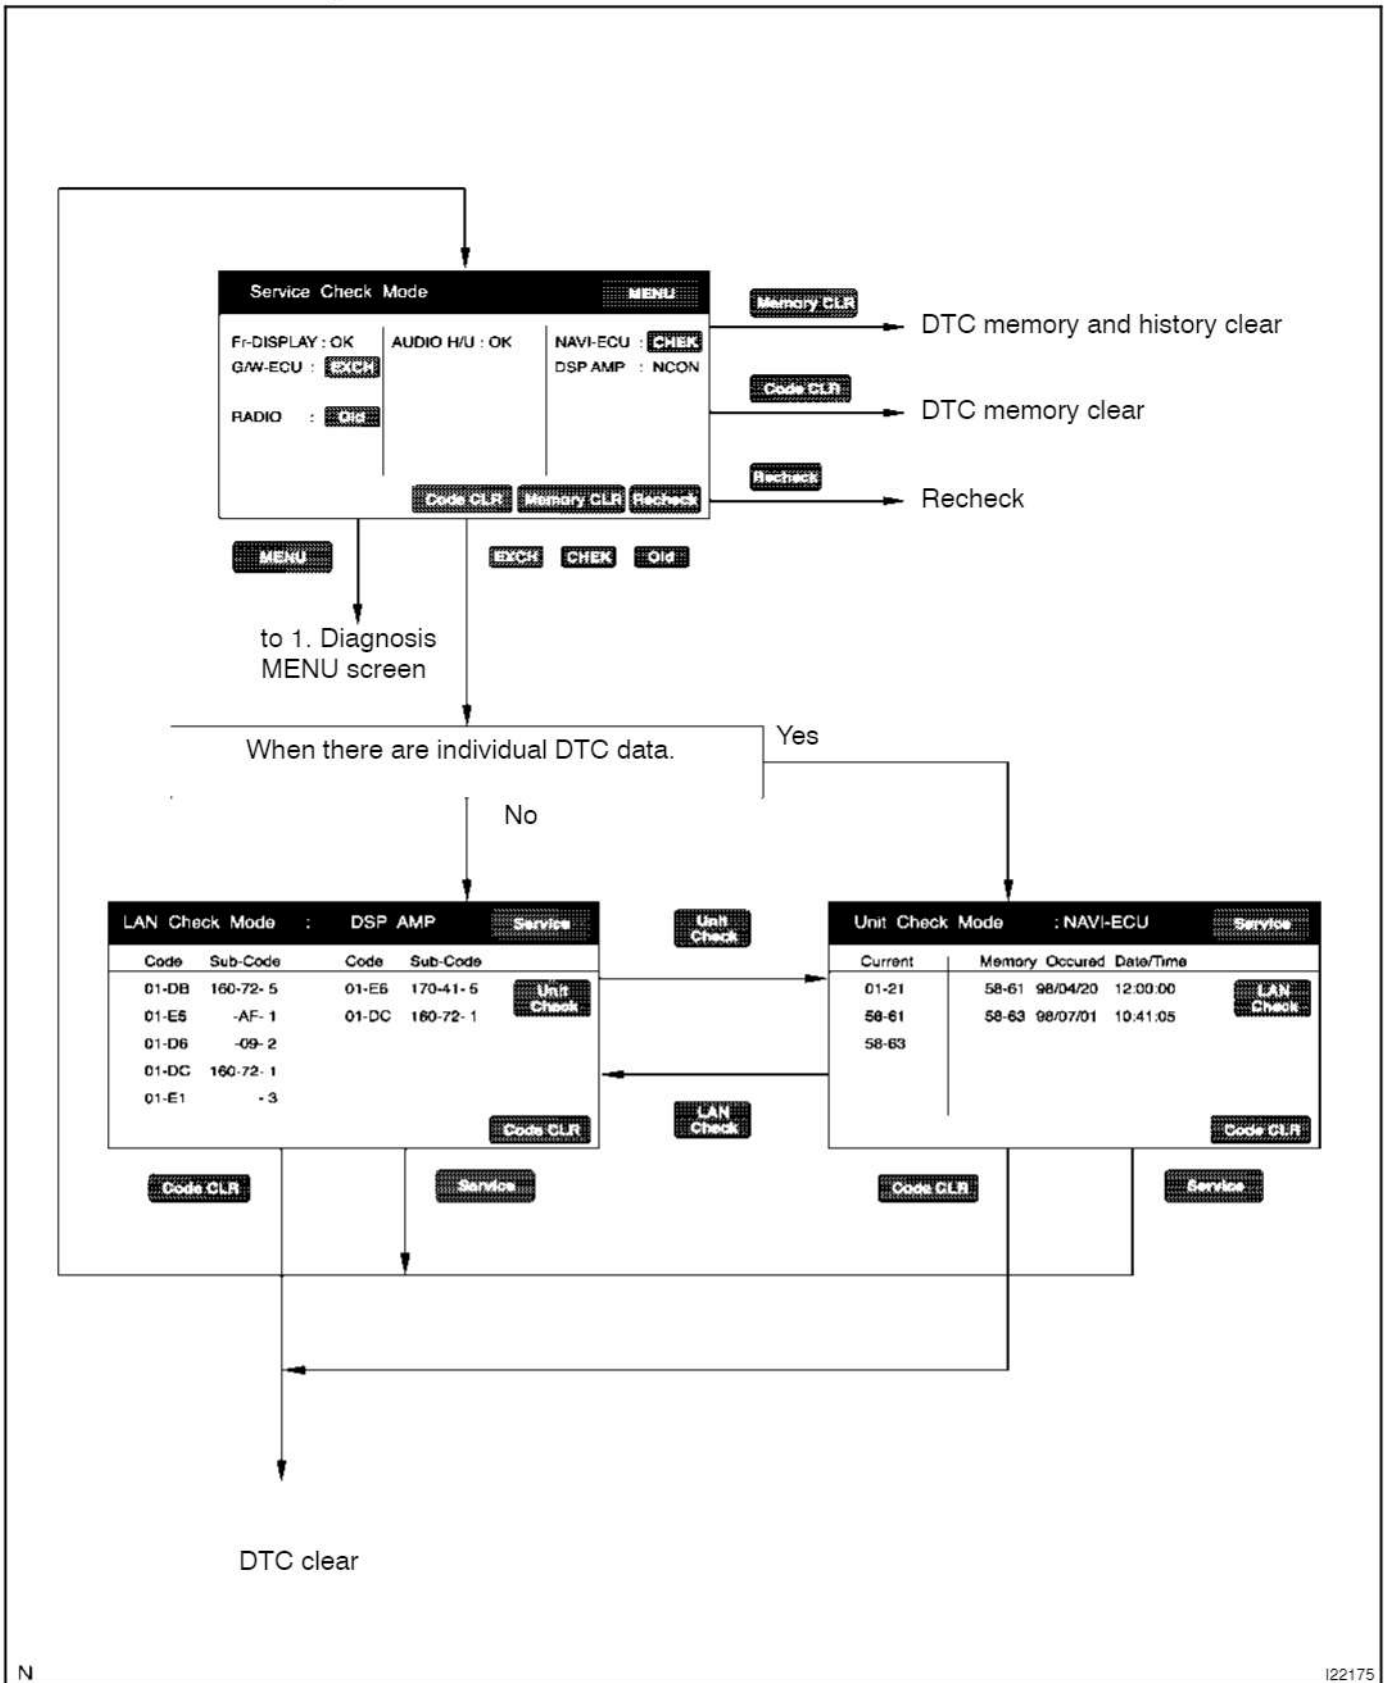 Service Check Mode MENU
Fr-DISPLAY : OK AUDIO H/U : OK NAVI-ECU : CHEK
G/W-ECU : EXCH DSP AMP : NCON
RADIO : Old
Code CLR Memory CLR Recheck
Memory CLR
DTC memory and history clear
Code CLR
DTC memory clear
Recheck
Recheck
MENU
EXCH CHEK Old
to 1. Diagnosis
MENU screen
When there are individual DTC data.
Yes
No
LAN Check Mode : DSP AMP Service
Code Sub-Code Code Sub-Code
01-DB 160-72- 5 01-E6 170-41- 5 Unit
Check
01-E5 -AF- 1 01-DC 160-72- 1
01-D6 -09- 2
01-DC 160-72- 1
01-E1 - 3
Code CLR
Unit
Check
LAN
Check
Unit Check Mode : NAVI-ECU Service
Current Memory Occured Date/Time
01-21 58-61 98/04/20 12:00:00 LAN
Check
58-61 58-63 98/07/01 10:41:05
58-63
Code CLR
Code CLR
Service
Code CLR
Service
DTC clear
N
I22175